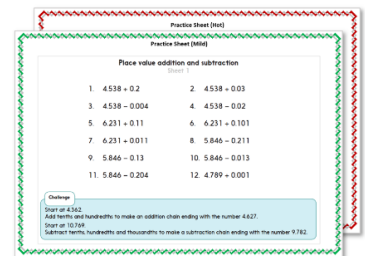 Practice Sheet (Hot)
Practice Sheet (Mild)
Place value addition and subtraction
Sheet 1
1. 4.538 + 0.2 2. 4.538 + 0.03
3. 4.538 – 0.004 4. 4.538 – 0.02
5. 6.231 + 0.11 6. 6.231 + 0.101
7. 6.231 + 0.011 8. 5.846 – 0.211
9. 5.846 – 0.13 10. 5.846 – 0.013
11. 5.846 – 0.204 12. 4.789 + 0.001
Challenge
Start at 4.562.
Add tenths and hundredths to make an addition chain ending with the number 4.627.
Start at 10.769.
Subtract tenths, hundredths and thousandths to make a subtraction chain ending with the number 9.782.